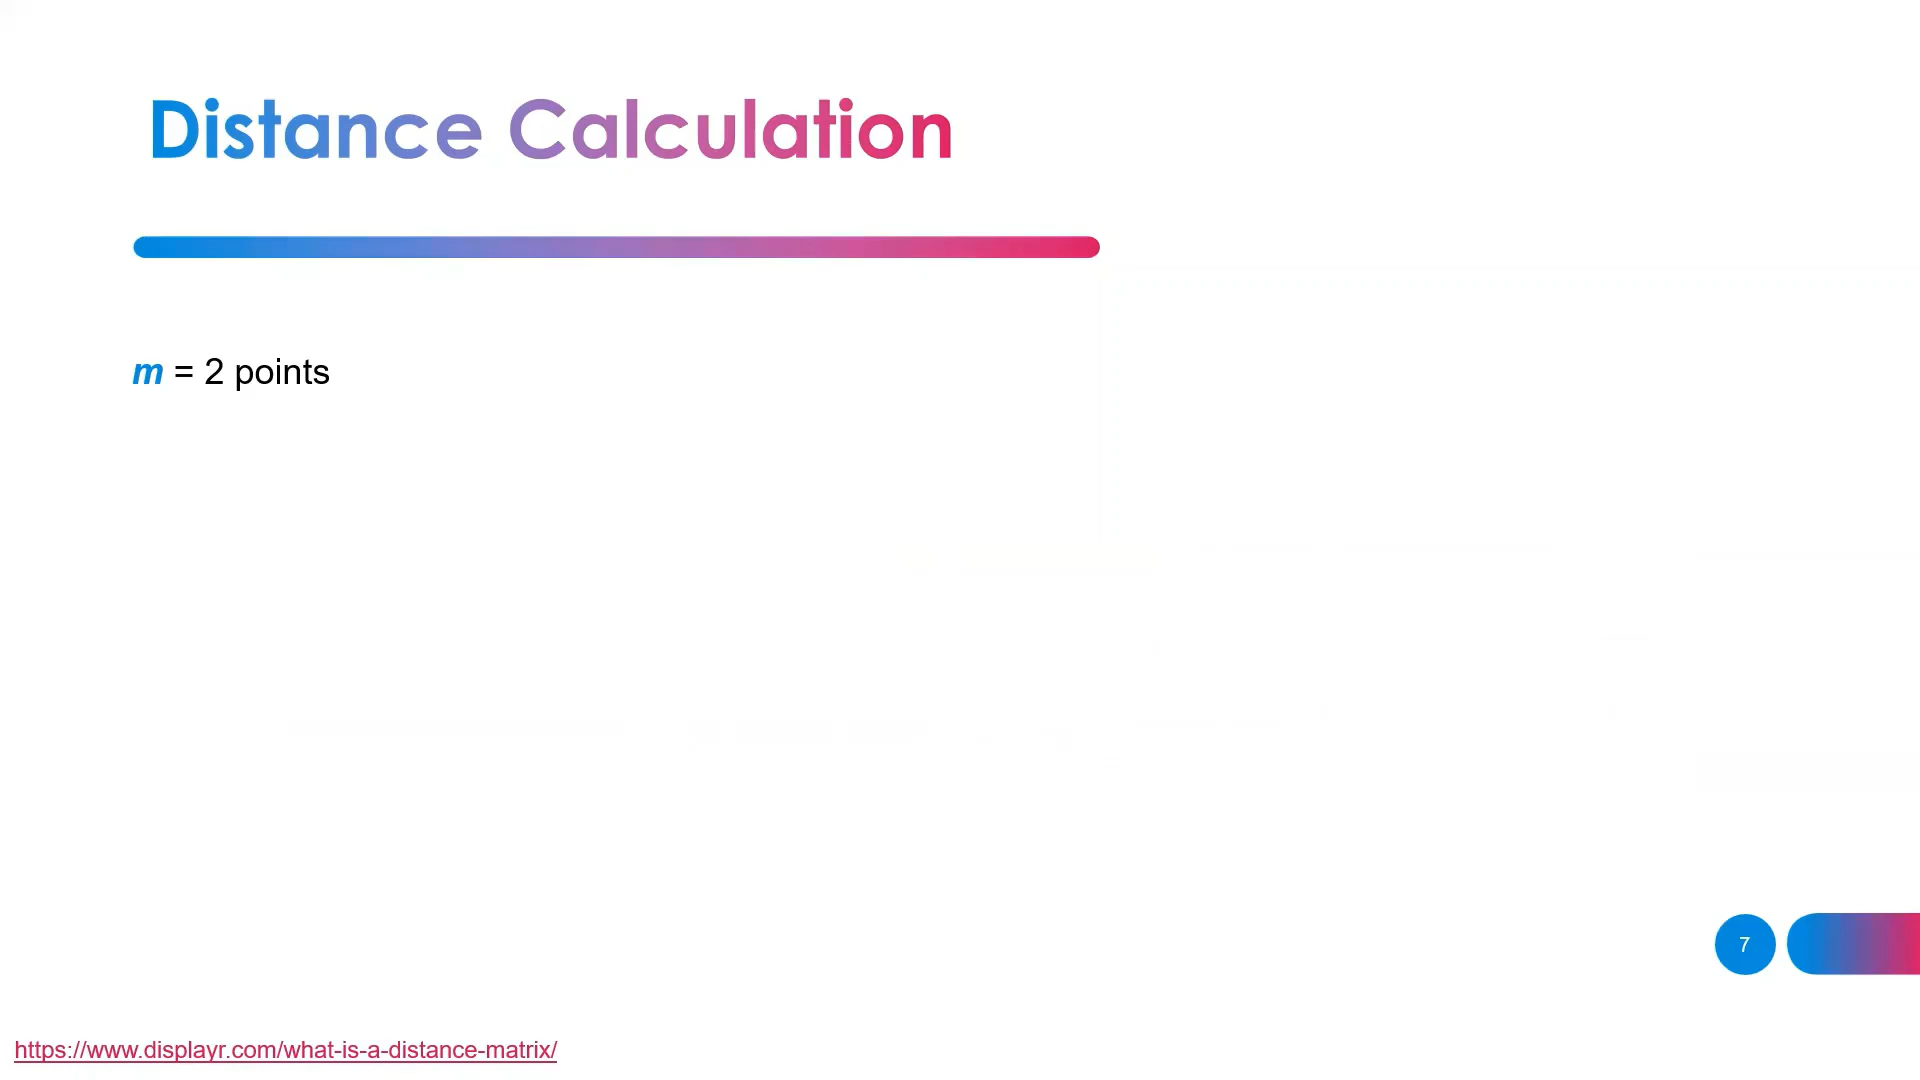 Distance Calculation
m = 2 points
7
https://www.displayr.com/what-is-a-distance-matrix/